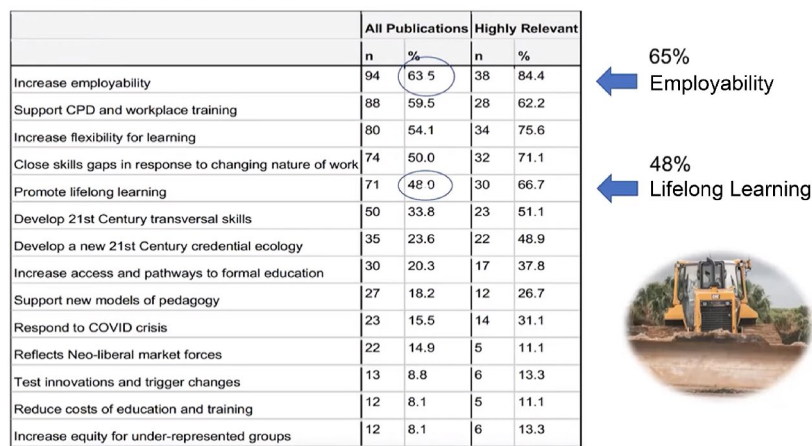 All Publications Highly Relevant
n % n %
Increase employability 94 63.5 38 84.4
Support CPD and workplace training 88 59.5 28 62.2
Increase flexibility for learning 80 54.1 34 75.6
Close skills gaps in response to changing nature of work 74 50.0 32 71.1
Promote lifelong learning 71 48.0 30 66.7
Develop 21st Century transversal skills 50 33.8 23 51.1
Develop a new 21st Century credential ecology 35 23.6 22 48.9
Increase access and pathways to formal education 30 20.3 17 37.8
Support new models of pedagogy 27 18.2 12 26.7
Respond to COVID crisis 23 15.5 14 31.1
Reflects Neo-liberal market forces 22 14.9 5 11.1
Test innovations and trigger changes 13 8.8 6 13.3
Reduce costs of education and training 12 8.1 5 11.1
Increase equity for under-represented groups 12 8.1 6 13.3
65%
Employability
48%
Lifelong Learning